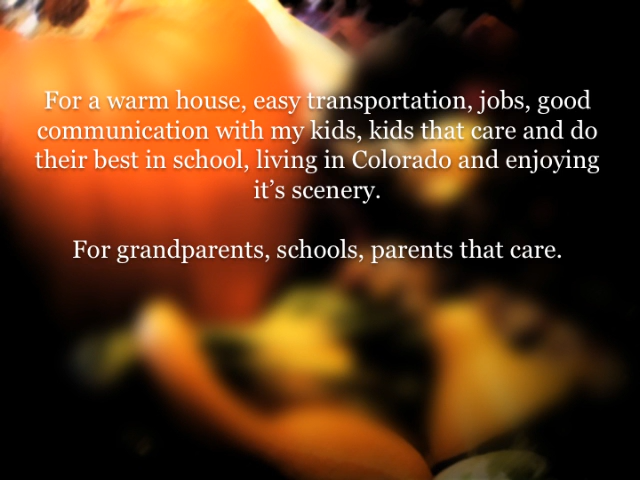 For a warm house, easy transportation, jobs, good
communication with my kids, kids that care and do
their best in school, living in Colorado and enjoying
it’s scenery.
For grandparents, schools, parents that care.